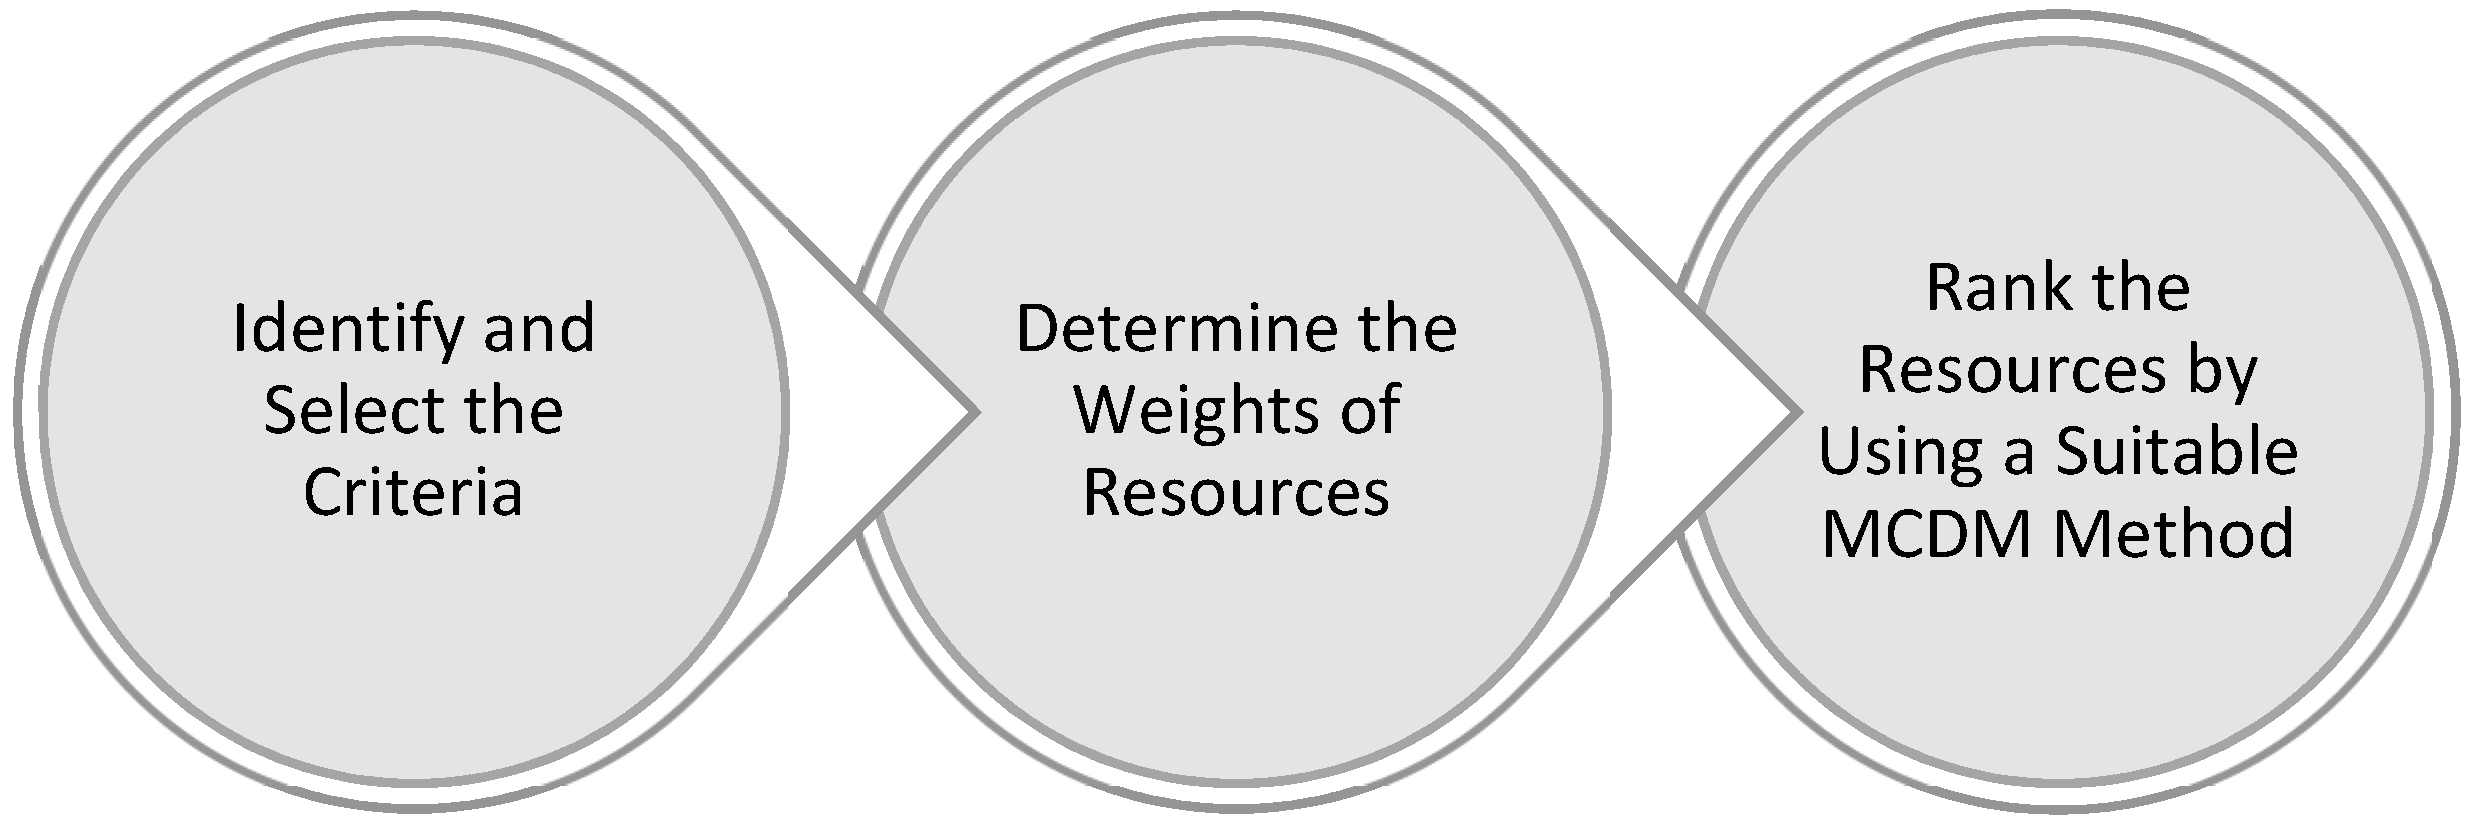 Identify and
Select the
Criteria
Determine the
Weights of
Resources
Rank the
Resources by
Using a Suitable
MCDM Method